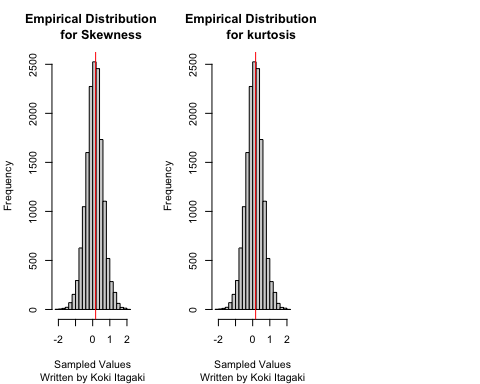 Empirical Distribution
for Skewness
Frequency
2500
2000
1500
1000
500
0
-2 0 1 2
Sampled Values
Written by Koki Itagaki
Empirical Distribution
for kurtosis
Frequency
2500
2000
1500
1000
500
0
-2 0 1 2
Sampled Values
Written by Koki Itagaki